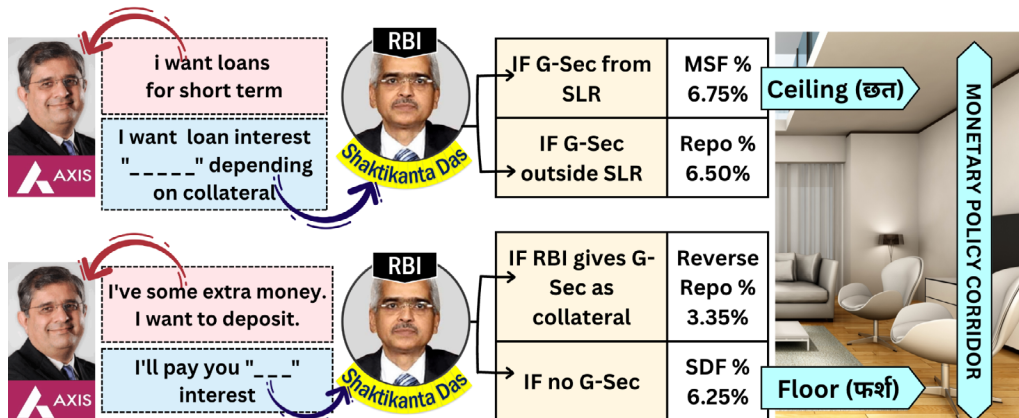 i want loans
for short term
I want loan interest
"_ _ _ _ _" depending
on collateral
AXIS
RBI
Shaktikanta Das
IF G-Sec from
SLR
MSF %
6.75%
IF G-Sec
outside SLR
Repo %
6.50%
Ceiling (छत)
MONETARY POLICY CORRIDOR
I've some extra money.
I want to deposit.
I'll pay you "_ _ _"
interest
AXIS
RBI
Shaktikanta Das
IF RBI gives G-
Sec as
collateral
Reverse
Repo %
3.35%
IF no G-Sec
SDF %
6.25%
Floor (फर्श)